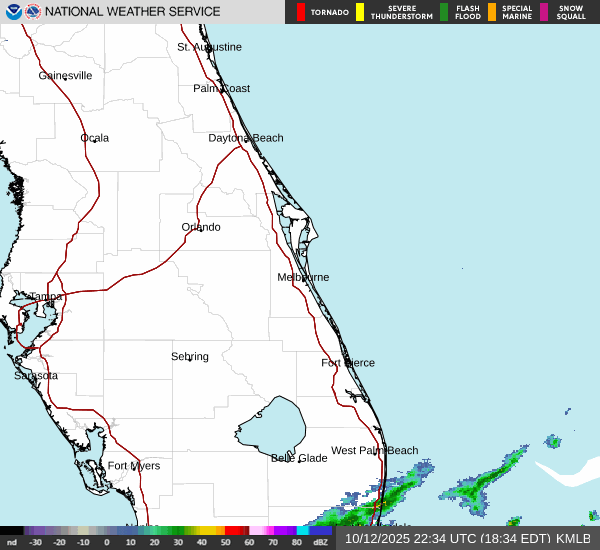 NATIONAL WEATHER SERVICE
TORNADO
SEVERE
THUNDERSTORM
FLASH
FLOOD
SPECIAL
MARINE
SNOW
SQUALL
St. Augustine
Gainesville
Palm Coast
Ocala
Daytona Beach
Orlando
Melbourne
Tampa
Sebring
Fort Pierce
Sarasota
West Palm Beach
Belle Glade
Fort Myers
nd -30 -20 -10 0 10 20 30 40 50 60 70 80 dBZ
10/12/2025 22:34 UTC (18:34 EDT) KMLB